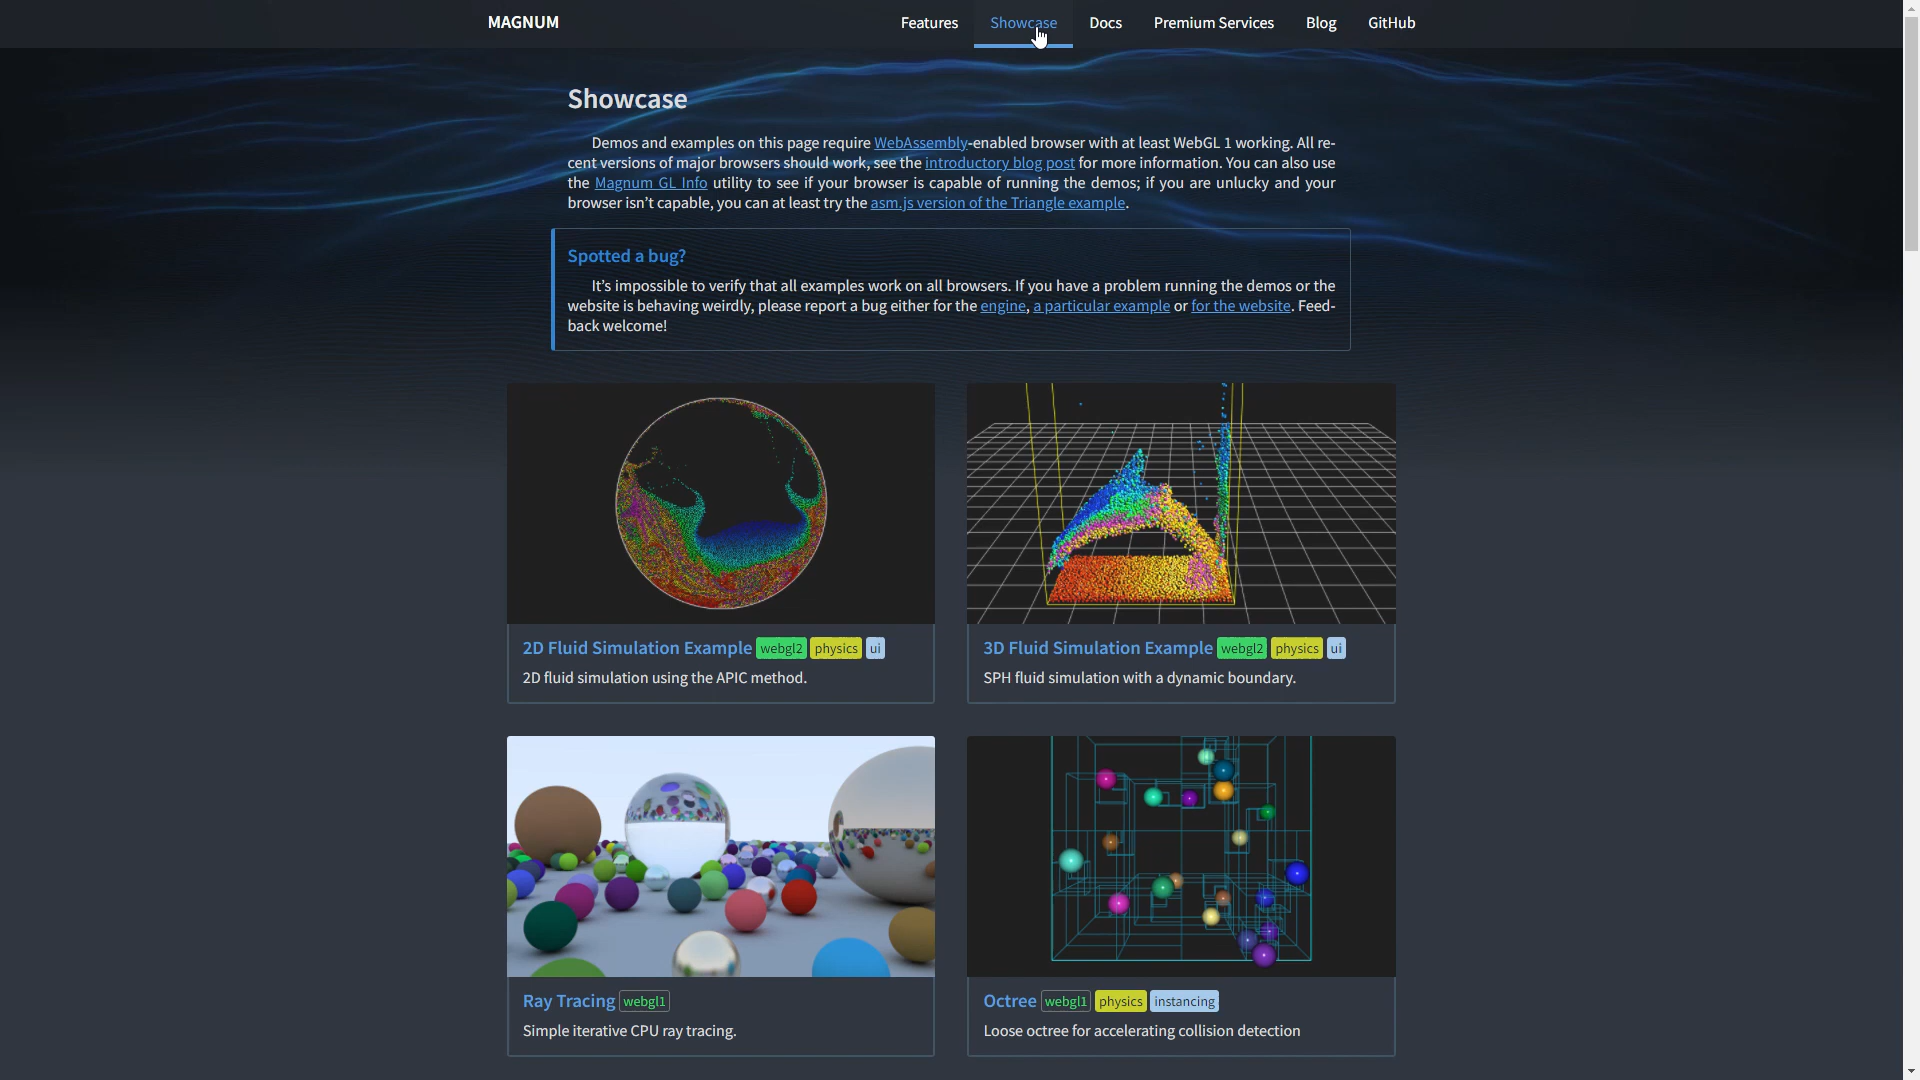 MAGNUM
Features
Showcase
Docs
Premium Services
Blog
GitHub
Showcase
Demos and examples on this page require WebAssembly-enabled browser with at least WebGL 1 working. All re-
cent versions of major browsers should work, see the introductory blog post for more information. You can also use
the Magnum GL Info utility to see if your browser is capable of running the demos; if you are unlucky and your
browser isn't capable, you can at least try the asm.js version of the Triangle example.
Spotted a bug?
It's impossible to verify that all examples work on all browsers. If you have a problem running the demos or the
website is behaving weirdly, please report a bug either for the engine, a particular example or for the website. Feed-
back welcome!
2D Fluid Simulation Example webgl2 physics ui
2D fluid simulation using the APIC method.
3D Fluid Simulation Example webgl2 physics ui
SPH fluid simulation with a dynamic boundary.
Ray Tracing webgl1
Simple iterative CPU ray tracing.
Octree webgl1 physics instancing
Loose octree for accelerating collision detection